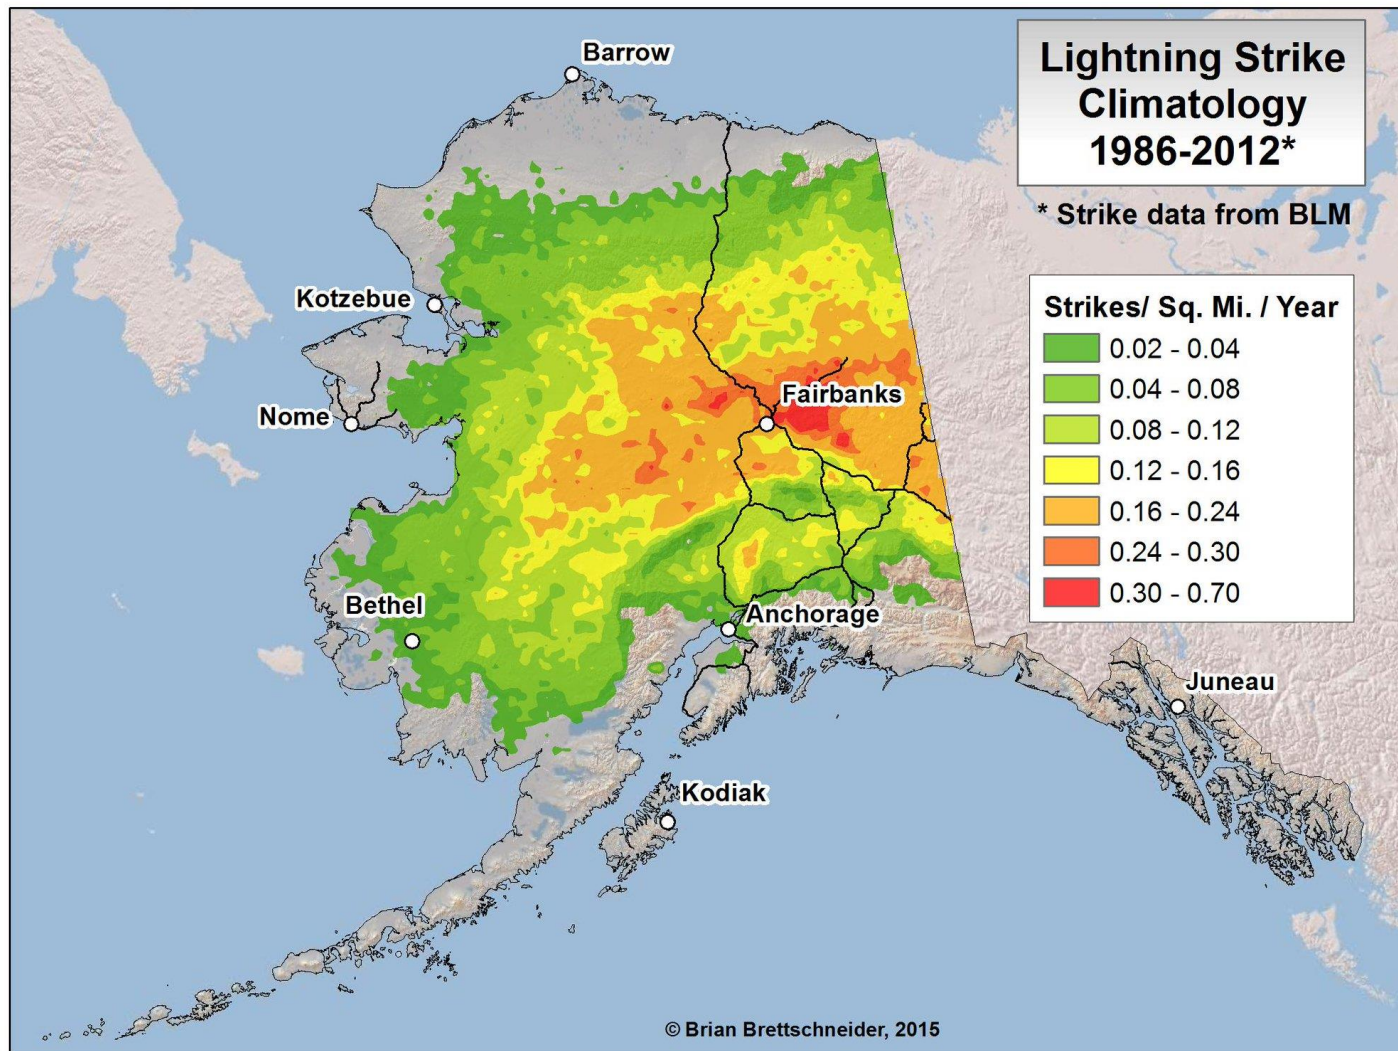 Lightning Strike
Climatology
1986-2012*
* Strike data from BLM
Strikes/ Sq. Mi. / Year
0.02 - 0.04
0.04 - 0.08
0.08 - 0.12
0.12 - 0.16
0.16 - 0.24
0.24 - 0.30
0.30 - 0.70
Barrow
Kotzebue
Nome
Fairbanks
Bethel
Anchorage
Juneau
Kodiak
© Brian Brettschneider, 2015